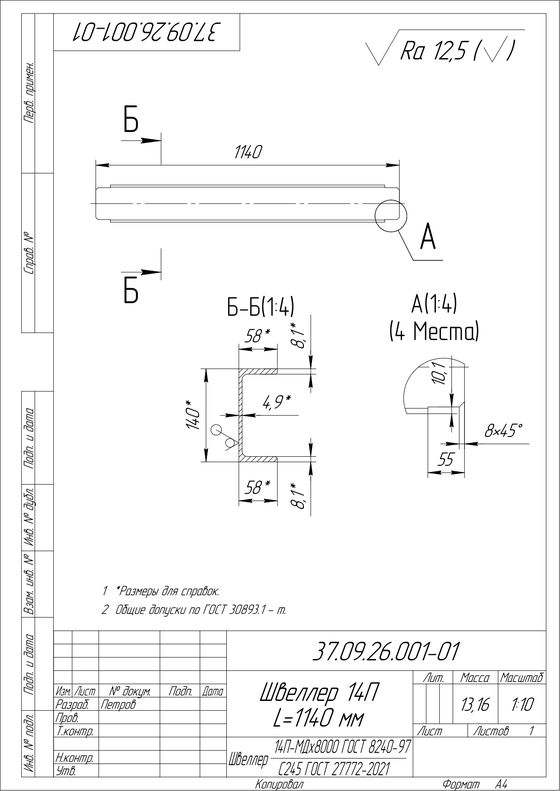 37.09.26.001-01
Ra 12,5 (√)
Перв. примен.
Справ. №
Подп. и дата
Инв. № дубл.
Взам. инв. №
Подп. и дата
Инв. № подл.
Б
1140
Б
А
Б-Б(1:4)
58*
8,1*
140*
4,9*
58*
8,1*
А(1:4)
(4 Места)
10,1
8×45°
55
1 *Размеры для справок.
2 Общие допуски по ГОСТ 30893.1 - m.
37.09.26.001-01
Изм. Лист № докум. Подп. Дата
Разраб. Петров
Пров.
Т.контр.
Н.контр.
Утв.
Швеллер 14П
L=1140 мм
Лит. Масса Масштаб
13,16 1:10
Лист Листов 1
Швеллер 14П-МДх8000 ГОСТ 8240-97
С245 ГОСТ 27772-2021
Копировал Формат А4